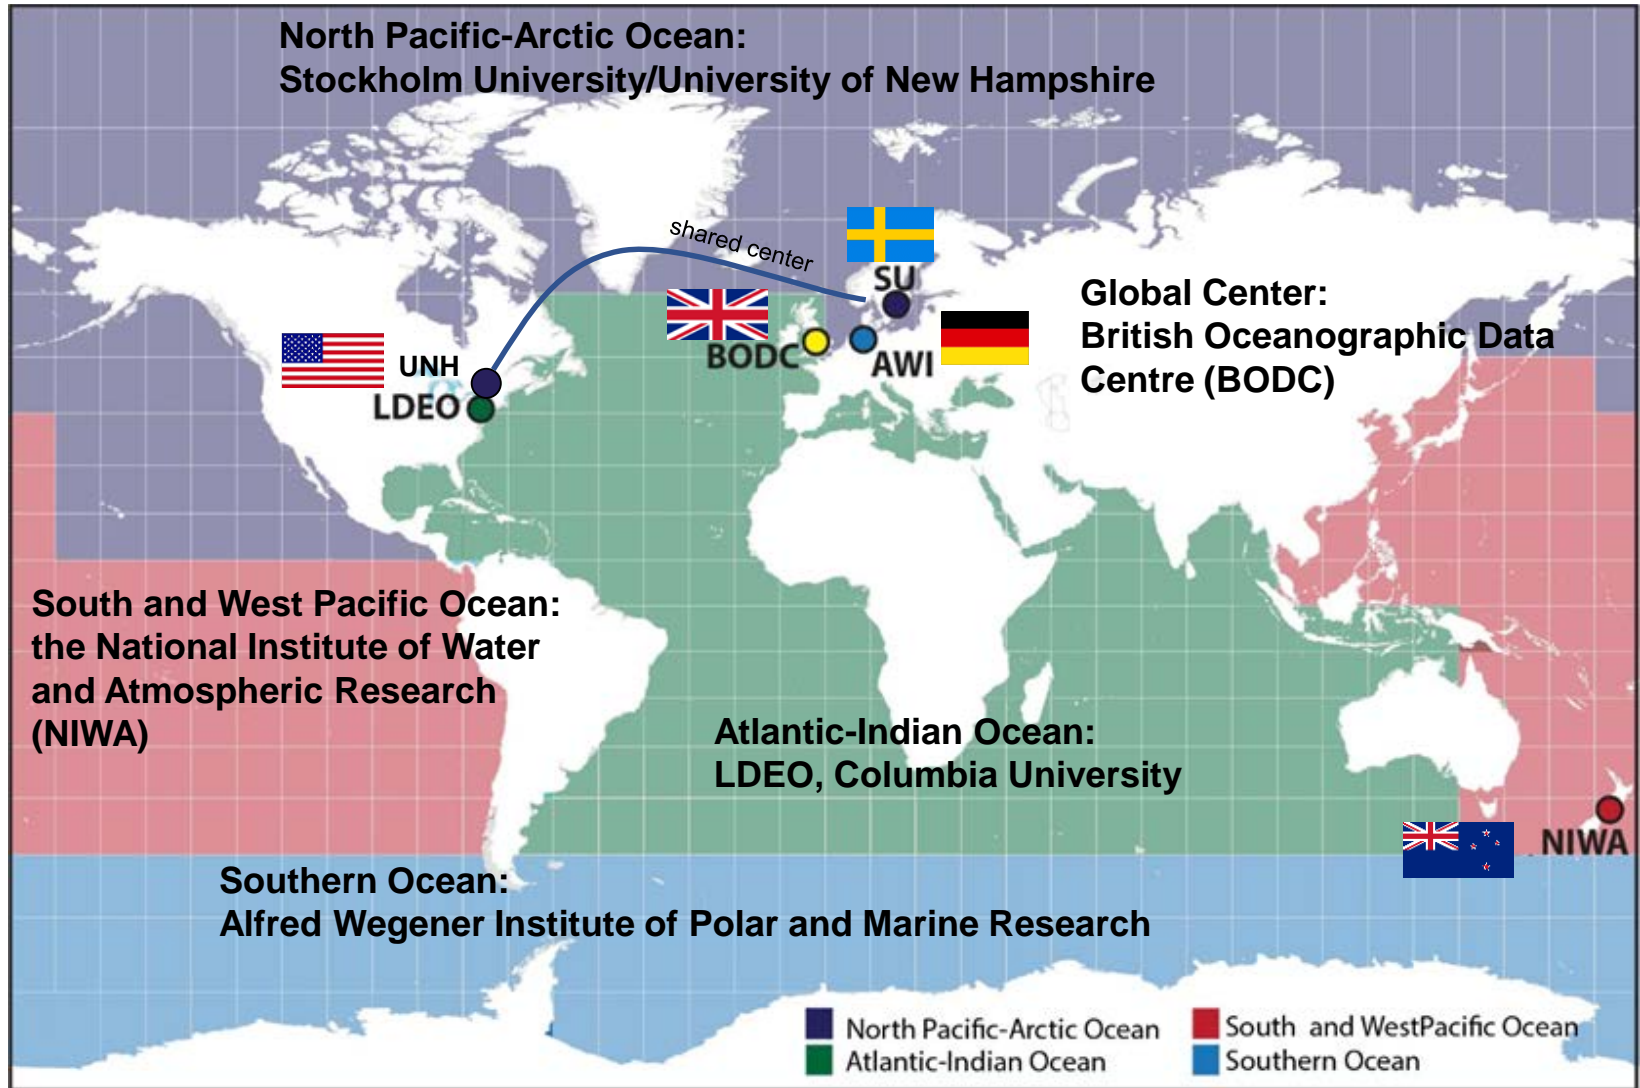 North Pacific-Arctic Ocean:
Stockholm University/University of New Hampshire
shared center
SU
Global Center:
British Oceanographic Data
Centre (BODC)
BODC
AWI
UNH
LDEO
South and West Pacific Ocean:
the National Institute of Water
and Atmospheric Research
(NIWA)
Atlantic-Indian Ocean:
LDEO, Columbia University
NIWA
Southern Ocean:
Alfred Wegener Institute of Polar and Marine Research
North Pacific-Arctic Ocean
Atlantic-Indian Ocean
South and WestPacific Ocean
Southern Ocean